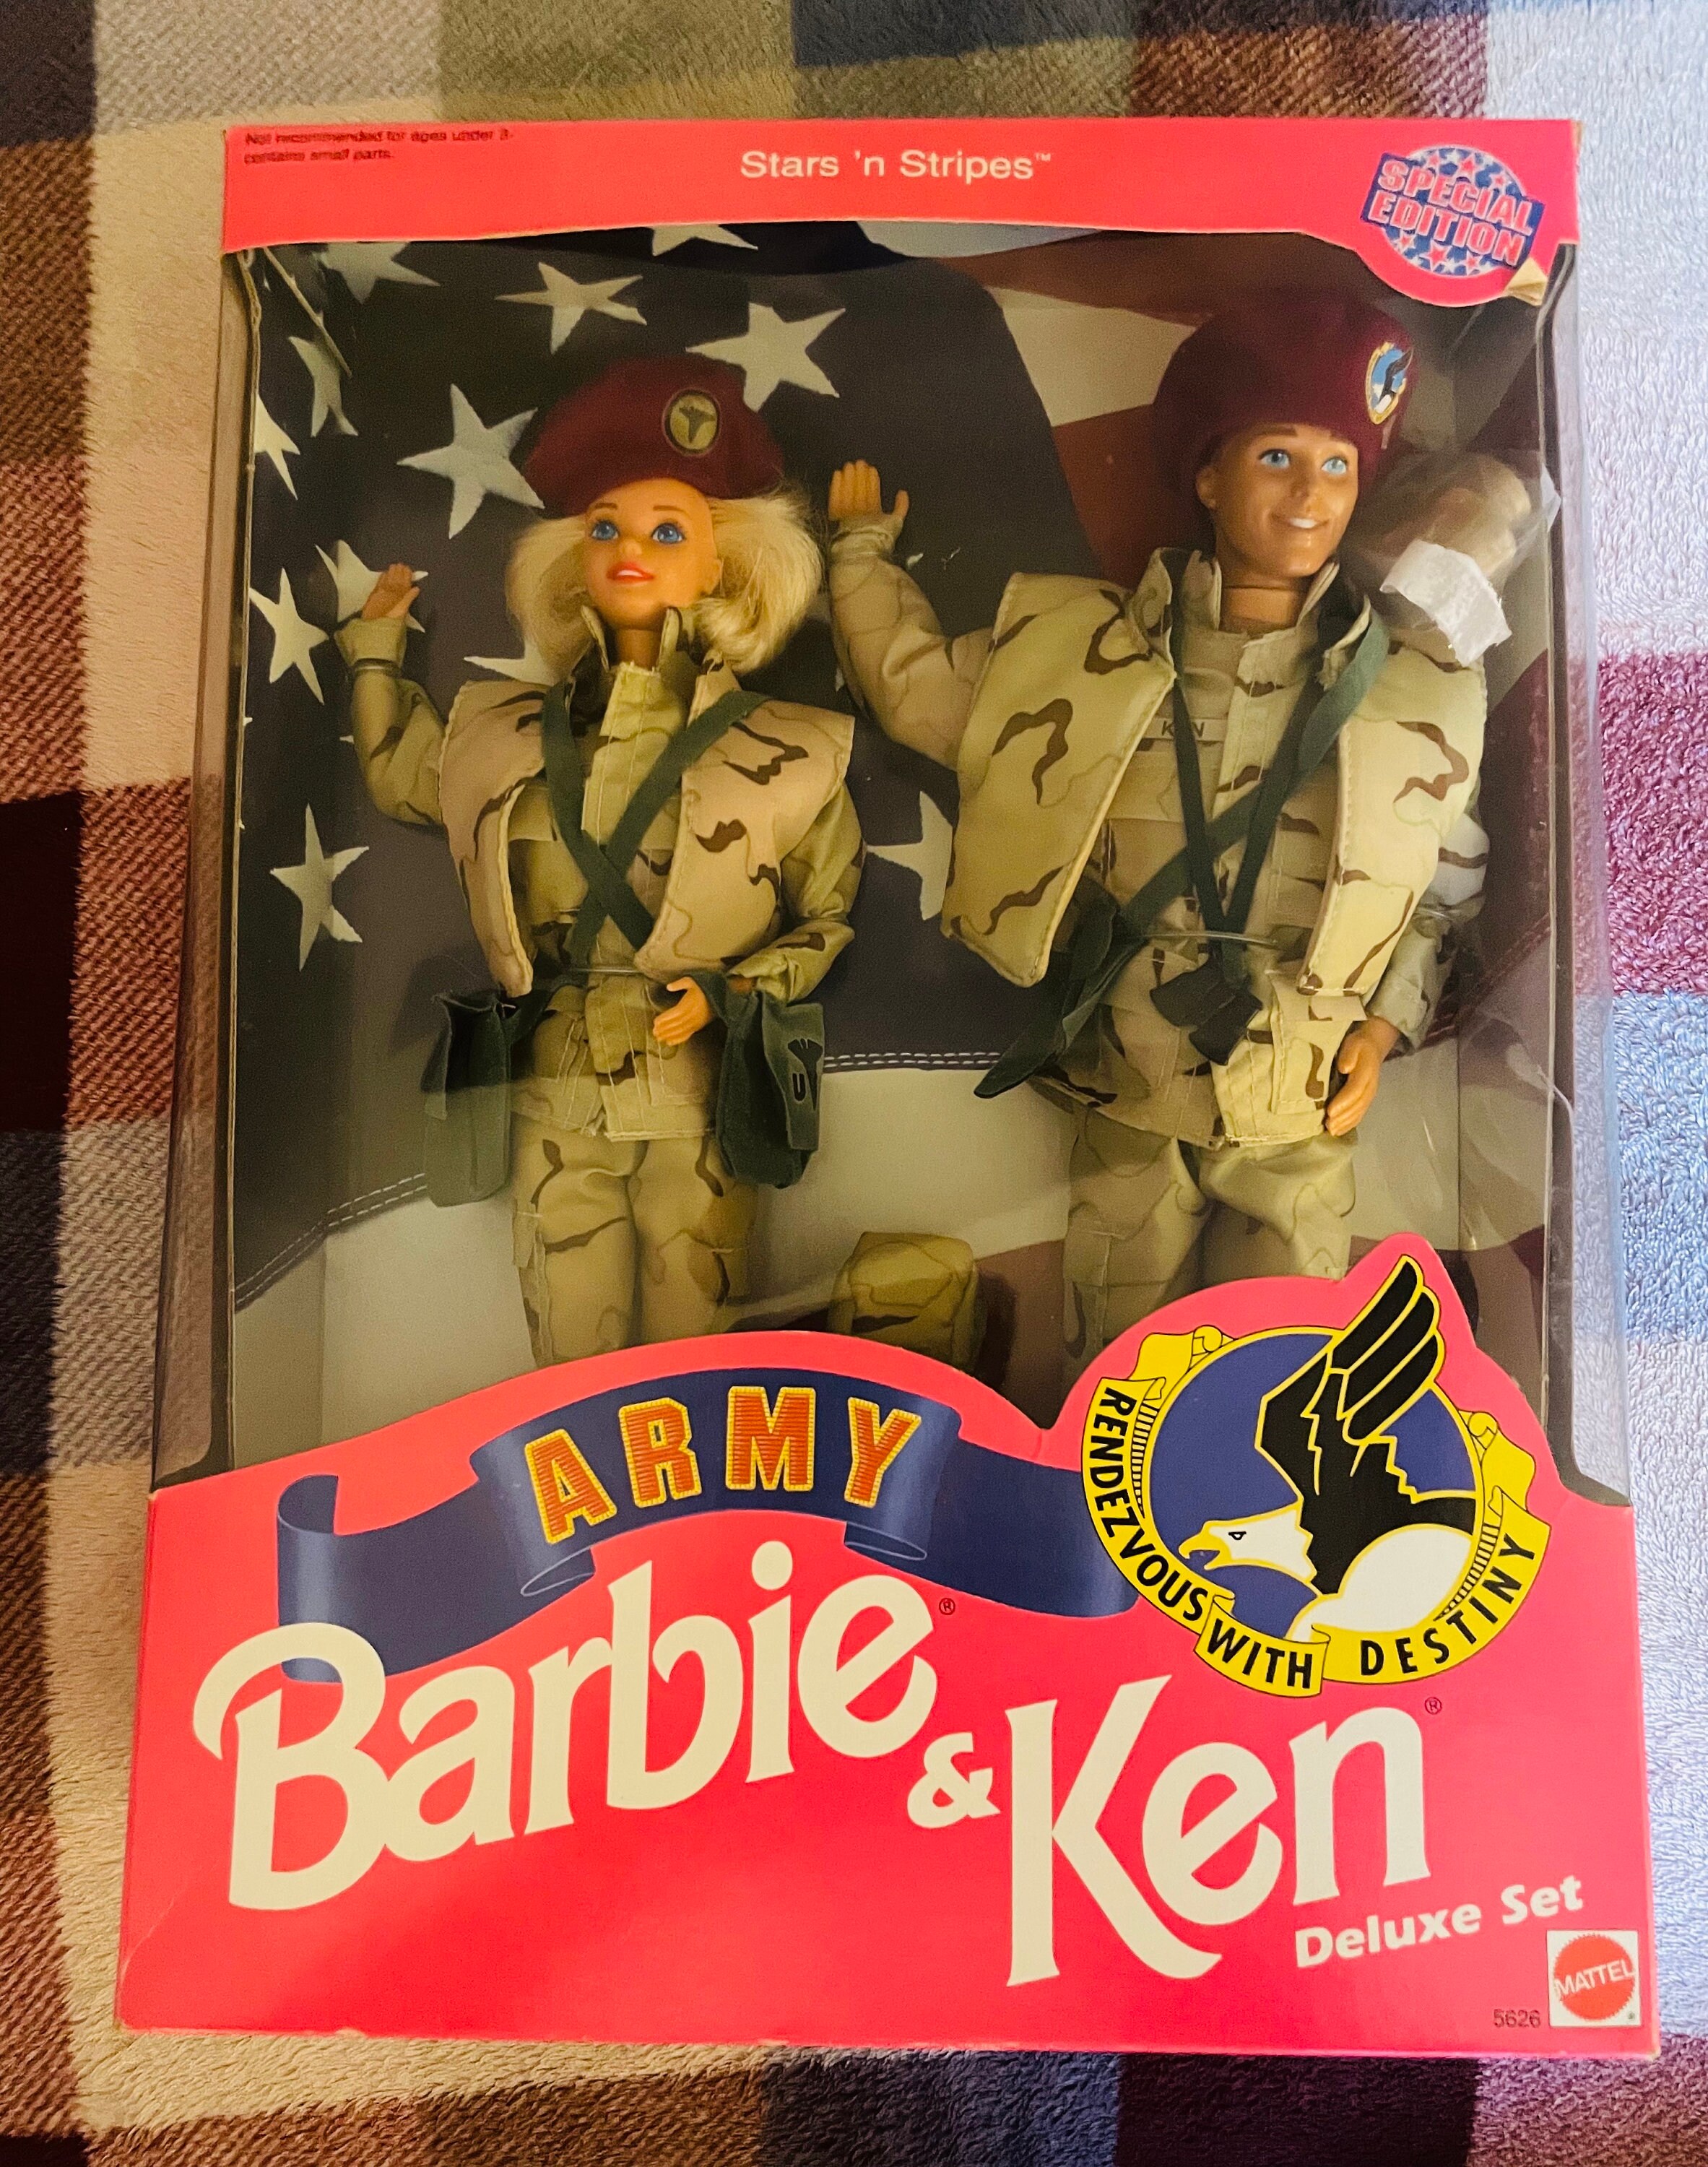 Not recommended for ages under 3-
contains small parts.
Stars 'n Stripes™
SPECIAL
EDITION
KEN
U
ARMY
RENDEZVOUS WITH DESTINY
Barbie®
& Ken®
Deluxe Set
MATTEL
5626